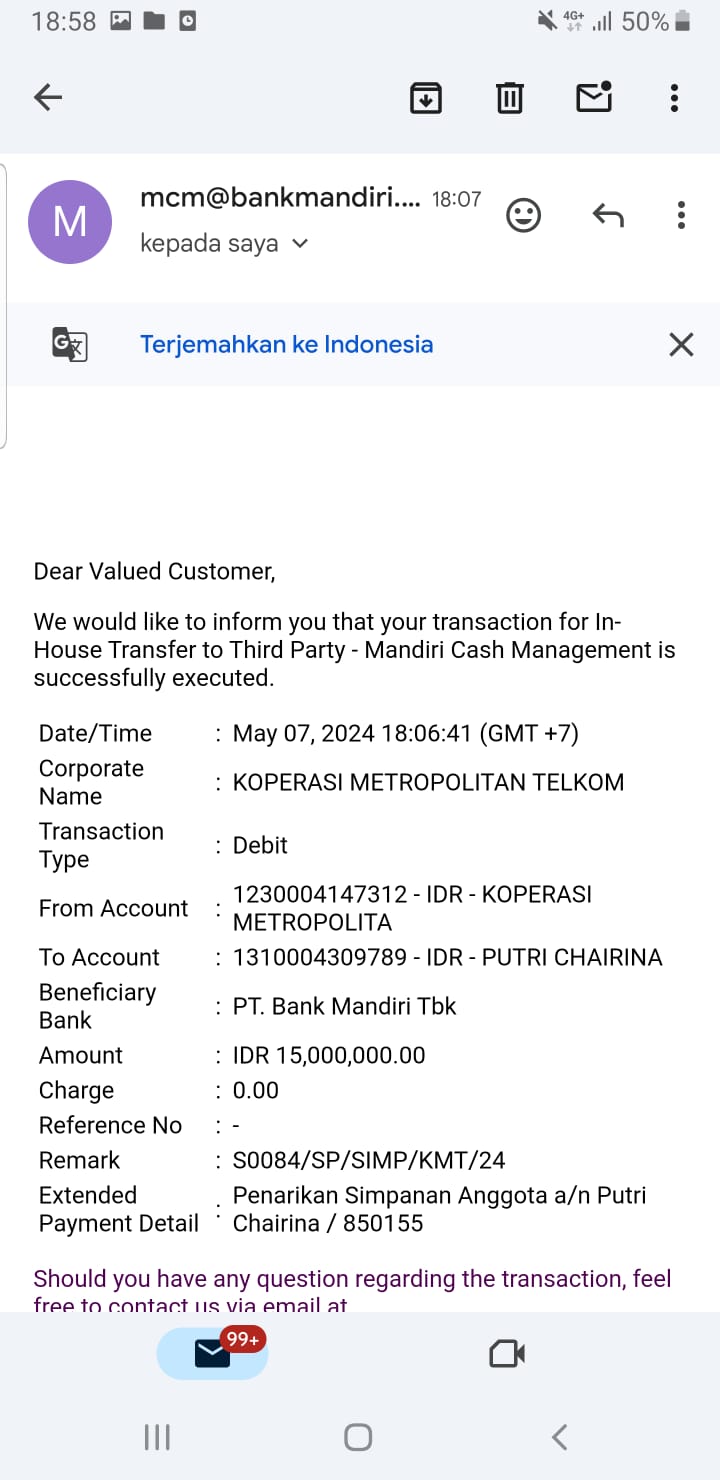 18:58 4G+ 50%
M
mcm@bankmandiri.... 18:07
kepada saya
G
Terjemahkan ke Indonesia
Dear Valued Customer,
We would like to inform you that your transaction for In-
House Transfer to Third Party - Mandiri Cash Management is
successfully executed.
Date/Time : May 07, 2024 18:06:41 (GMT +7)
Corporate
Name : KOPERASI METROPOLITAN TELKOM
Transaction
Type : Debit
From Account : 1230004147312 - IDR - KOPERASI
METROPOLITA
To Account : 1310004309789 - IDR - PUTRI CHAIRINA
Beneficiary
Bank : PT. Bank Mandiri Tbk
Amount : IDR 15,000,000.00
Charge : 0.00
Reference No : -
Remark : S0084/SP/SIMP/KMT/24
Extended
Payment Detail : Penarikan Simpanan Anggota a/n Putri
Chairina / 850155
Should you have any question regarding the transaction, feel
free to contact us via email at
99+